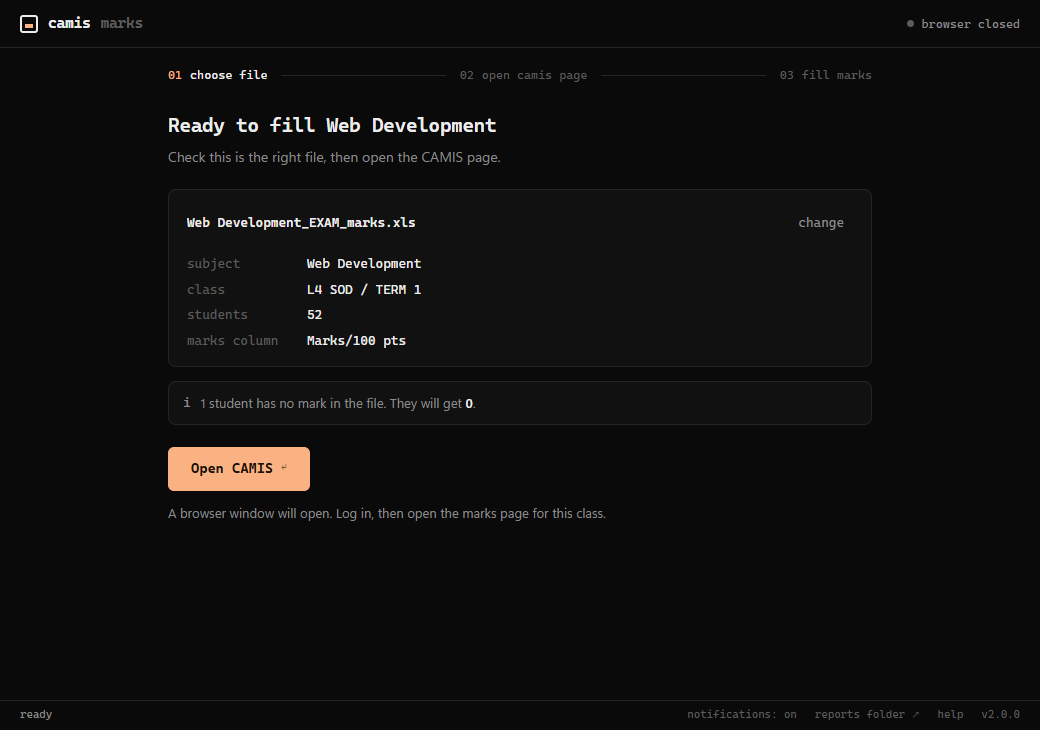 camis marks
browser closed
01 choose file
02 open camis page
03 fill marks
Ready to fill Web Development
Check this is the right file, then open the CAMIS page.
Web Development_EXAM_marks.xls
change
subject Web Development
class L4 SOD / TERM 1
students 52
marks column Marks/100 pts
i 1 student has no mark in the file. They will get 0.
Open CAMIS ↵
A browser window will open. Log in, then open the marks page for this class.
ready
notifications: on
reports folder ↗
help
v2.0.0